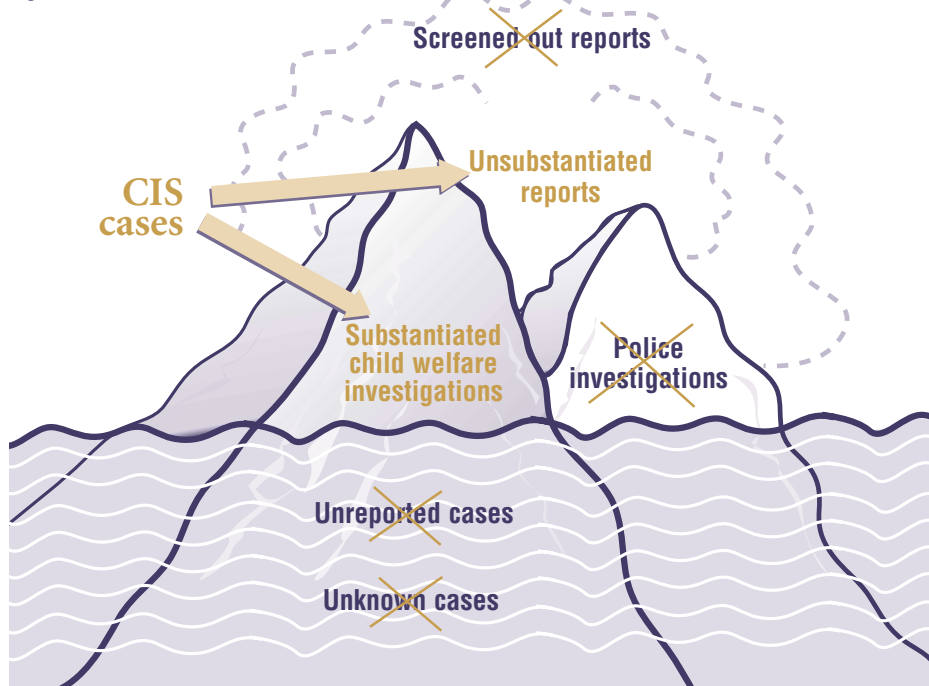 Screened out reports
Unsubstantiated
reports
CIS
cases
Substantiated
child welfare
investigations
Police
investigations
Unreported cases
Unknown cases